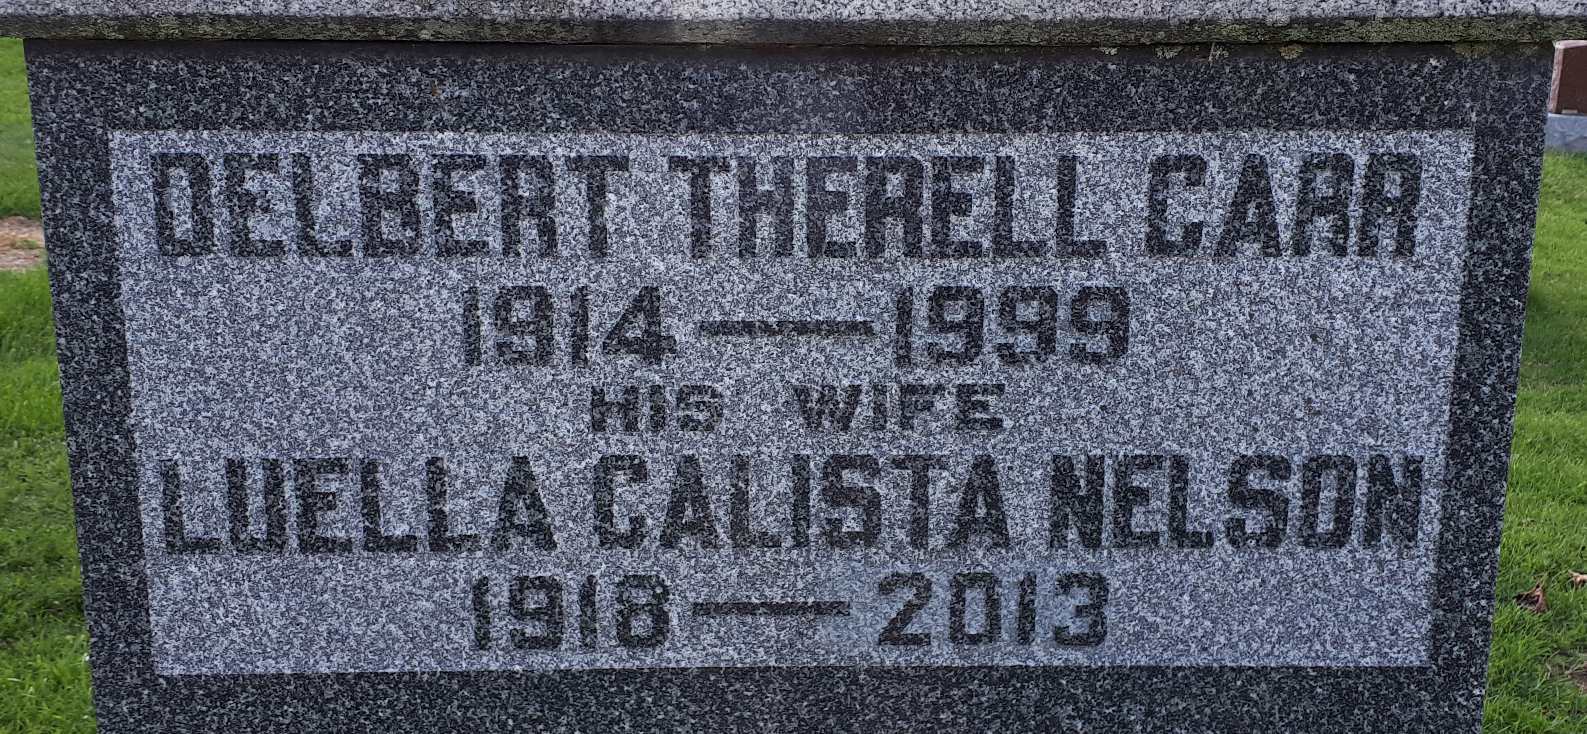 DELBERT THERELL CARR
1914 — 1999
HIS WIFE
LUELLA CALISTA NELSON
1918 — 2013